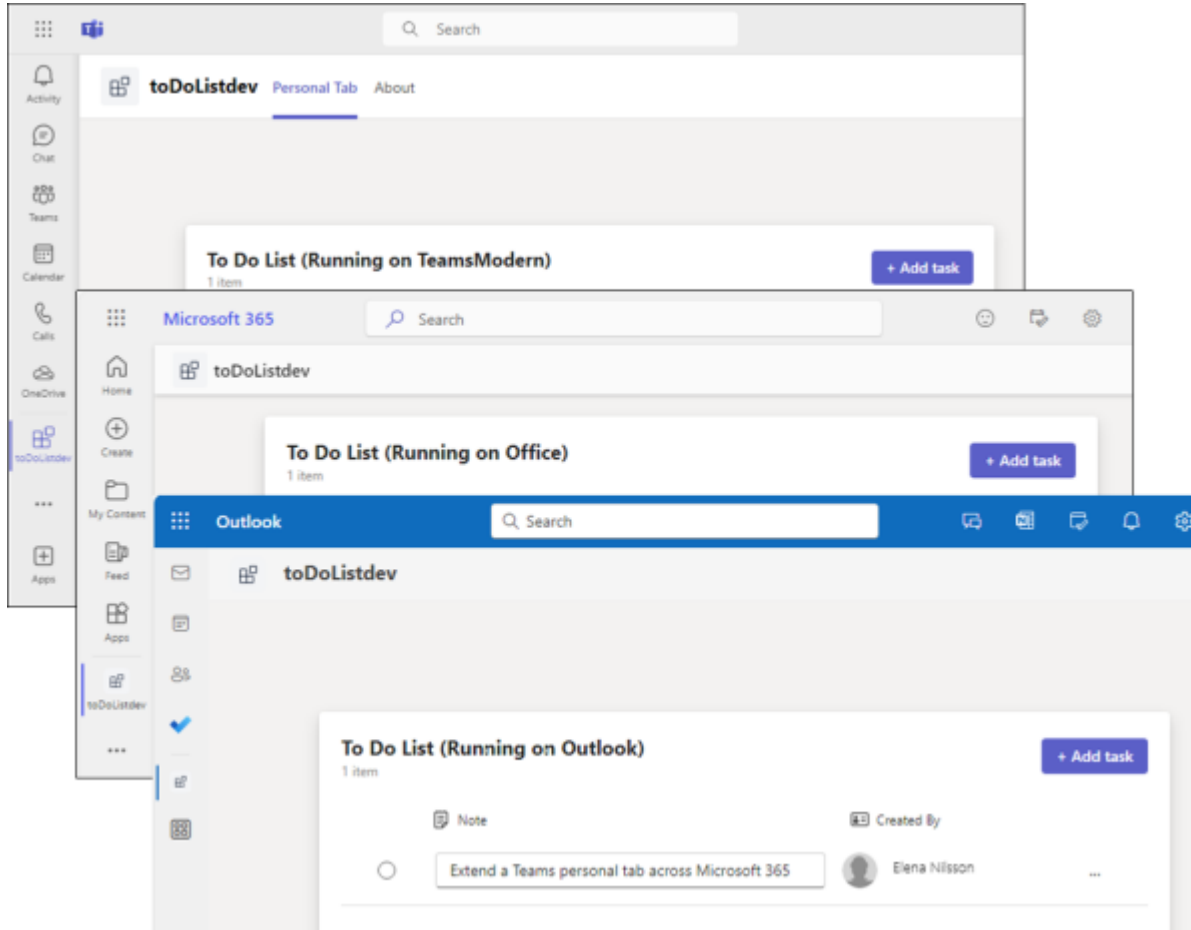 Search
Activity
toDoListdev Personal Tab About
Chat
Teams
To Do List (Running on TeamsModern)
+ Add task
1 item
Calendar
Calls
OneDrive
toDoListdev
Apps
Microsoft 365
Search
Home
toDoListdev
Create
To Do List (Running on Office)
+ Add task
1 item
My Content
Feed
Apps
toDoListdev
Outlook
Search
toDoListdev
To Do List (Running on Outlook)
+ Add task
1 item
Note Created By
Extend a Teams personal tab across Microsoft 365 Elena Nilsson ...